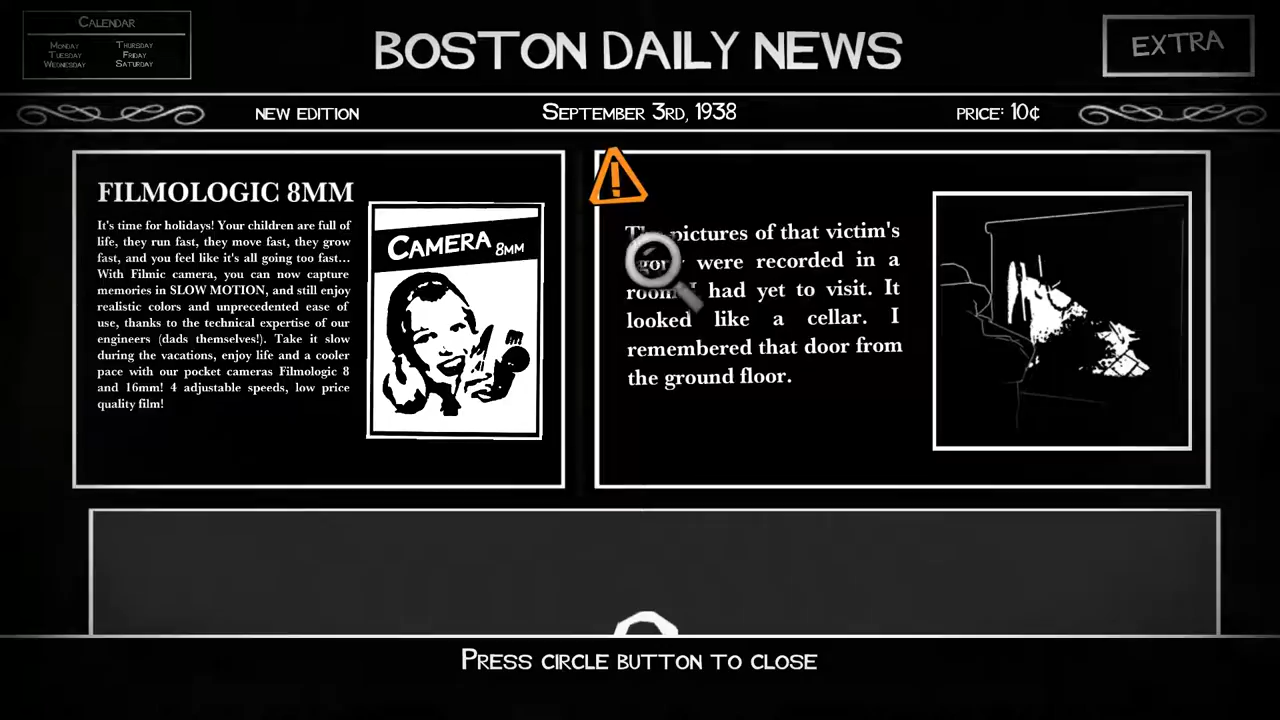 CALENDAR
MONDAY THURSDAY
TUESDAY FRIDAY
WEDNESDAY SATURDAY
BOSTON DAILY NEWS
EXTRA
NEW EDITION
SEPTEMBER 3RD, 1938
PRICE: 10¢
FILMOLOGIC 8MM
It's time for holidays! Your children are full of
life, they run fast, they move fast, they grow
fast, and you feel like it's all going too fast...
With Filmic camera, you can now capture
memories in SLOW MOTION, and still enjoy
realistic colors and unprecedented ease of
use, thanks to the technical expertise of our
engineers (dads themselves!). Take it slow
during the vacations, enjoy life and a cooler
pace with our pocket cameras Filmologic 8
and 16mm! 4 adjustable speeds, low price
quality film!
CAMERA 8MM
The pictures of that victim's
were recorded in a
room I had yet to visit. It
looked like a cellar. I
remembered that door from
the ground floor.
PRESS CIRCLE BUTTON TO CLOSE